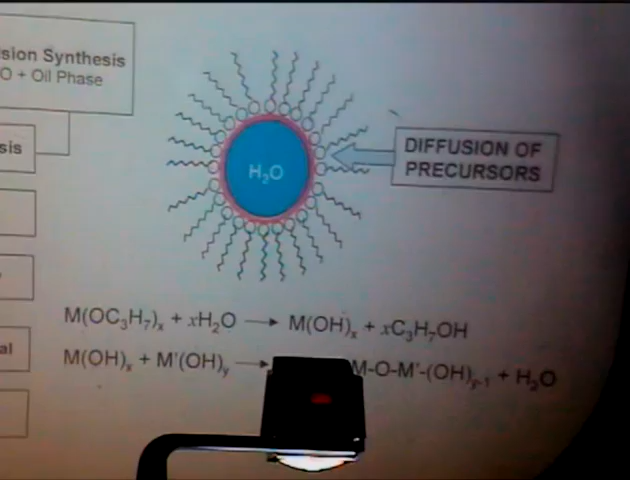 sion Synthesis
O + Oil Phase
sis
H₂O
DIFFUSION OF
PRECURSORS
M(OC₃H₇)ₓ + xH₂O → M(OH)ₓ + xC₃H₇OH
al
M(OH)ₓ + M'(OH)ᵧ → M-O-M'-(OH)ᵧ₋₁ + H₂O